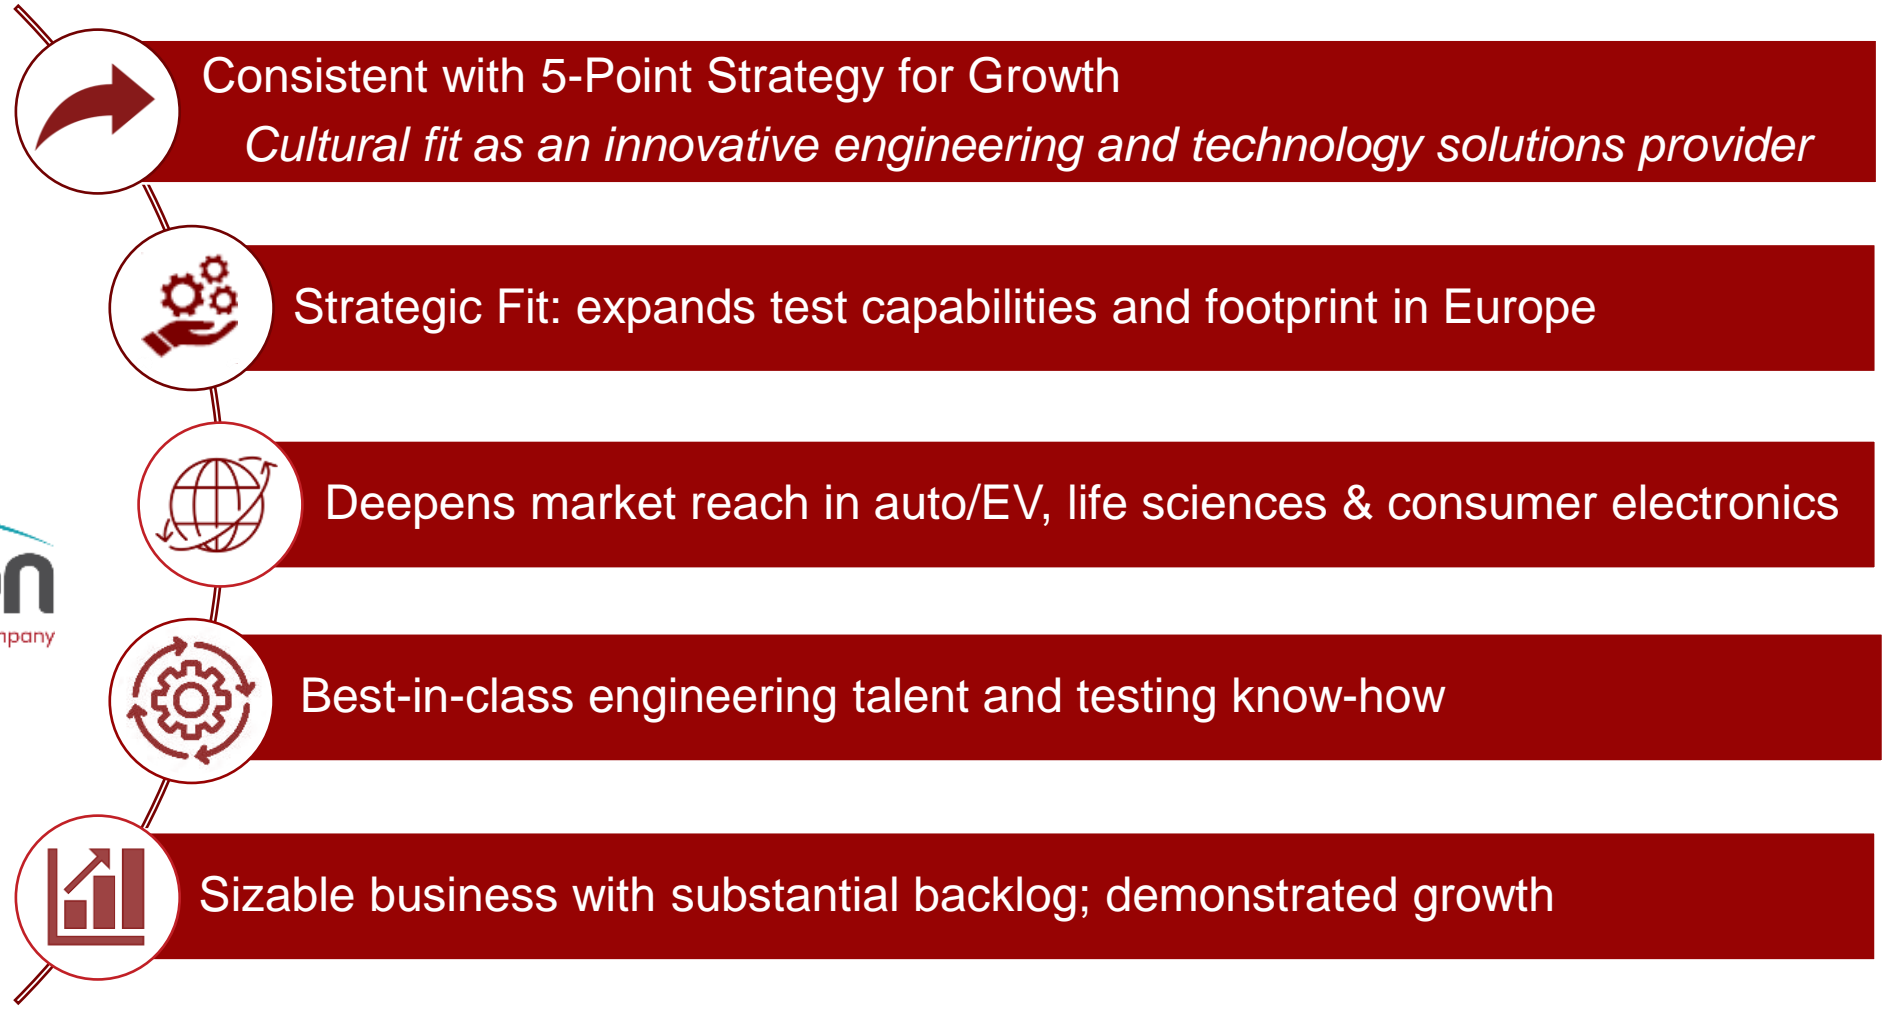 Consistent with 5-Point Strategy for Growth
Cultural fit as an innovative engineering and technology solutions provider
Strategic Fit: expands test capabilities and footprint in Europe
Deepens market reach in auto/EV, life sciences & consumer electronics
Best-in-class engineering talent and testing know-how
Sizable business with substantial backlog; demonstrated growth